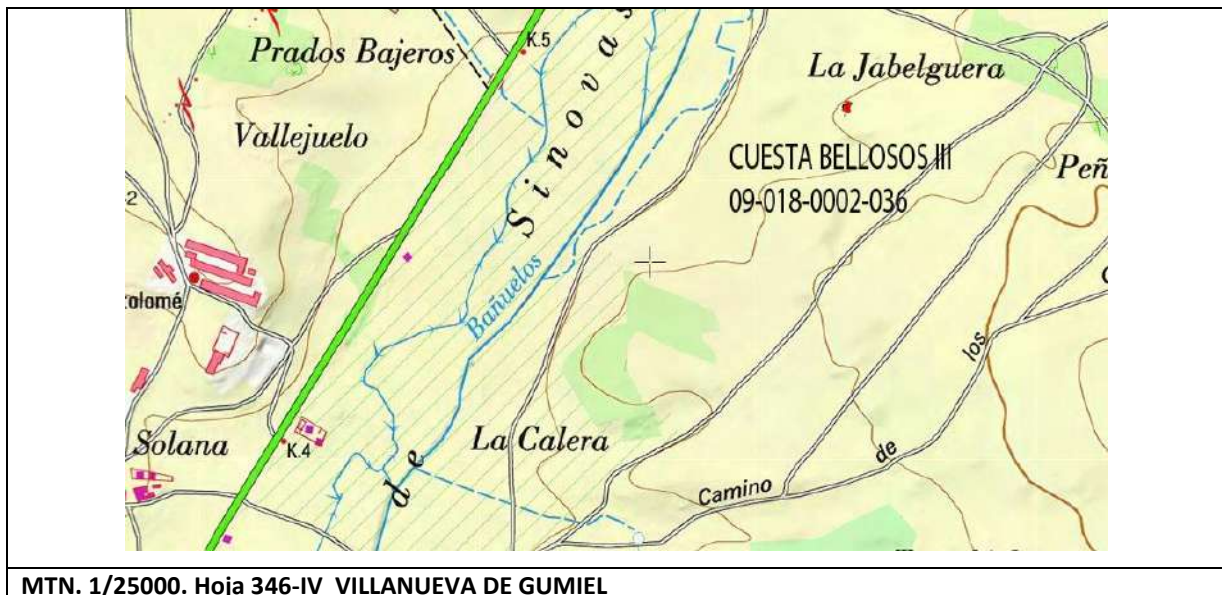 K.5
Prados Bajeros
La Jabelguera
Vallejuelo
Sinovas
CUESTA BELLOSOS III
09-018-0002-036
Peñ
2
olomé
Bañuelos
los
Solana
K.4
La Calera
de
de
Camino
MTN. 1/25000. Hoja 346-IV VILLANUEVA DE GUMIEL